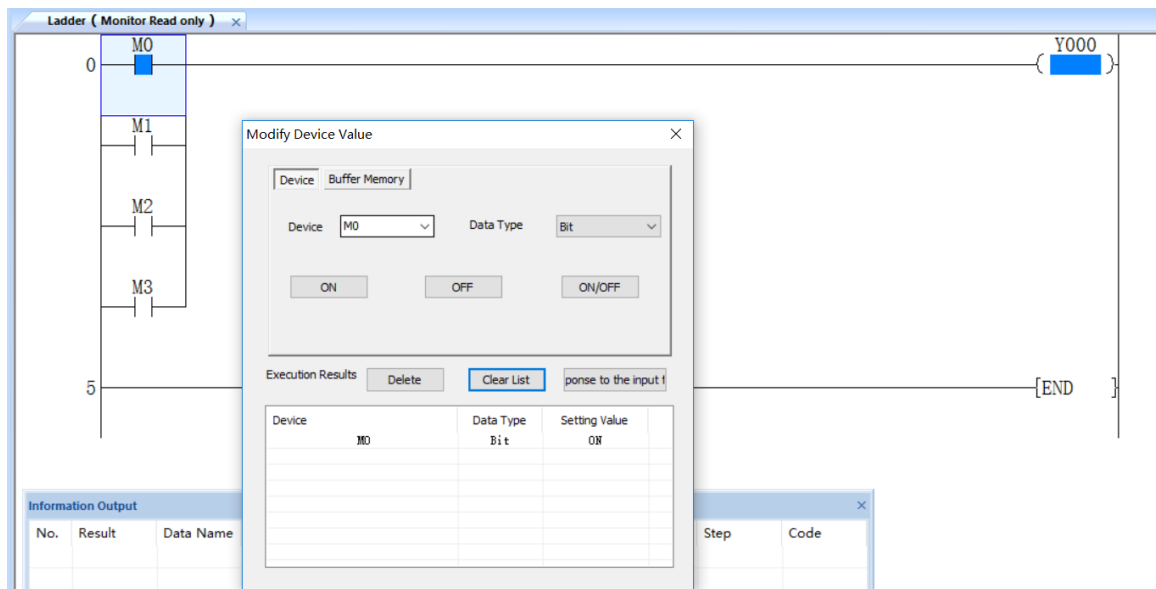 Ladder ( Monitor Read only ) ×
M0 Y000
0
M1
Modify Device Value
Device Buffer Memory
M2
Device M0 Data Type Bit
M3
ON OFF ON/OFF
Execution Results Delete Clear List ponse to the input f
5
END
Device Data Type Setting Value
M0 Bit ON
Information Output
No. Result Data Name Step Code